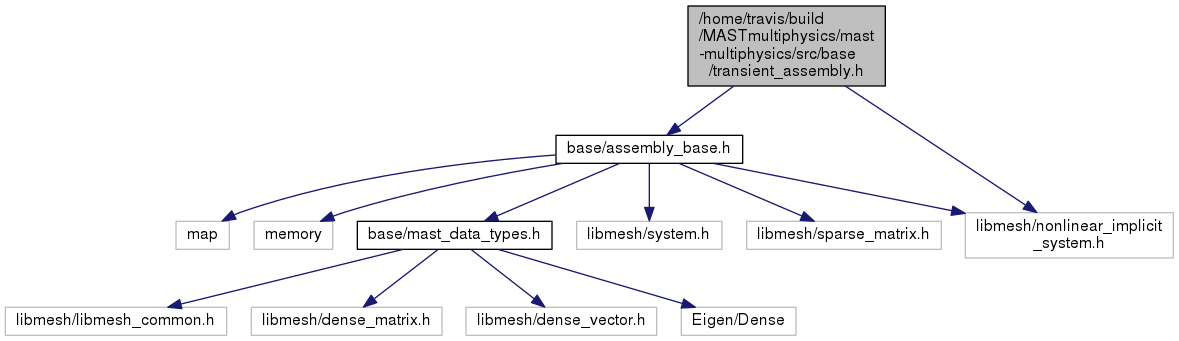 /home/travis/build
/MASTmultiphysics/mast
-multiphysics/src/base
/transient_assembly.h
base/assembly_base.h
map
memory
base/mast_data_types.h
libmesh/system.h
libmesh/sparse_matrix.h
libmesh/nonlinear_implicit
_system.h
libmesh/libmesh_common.h
libmesh/dense_matrix.h
libmesh/dense_vector.h
Eigen/Dense